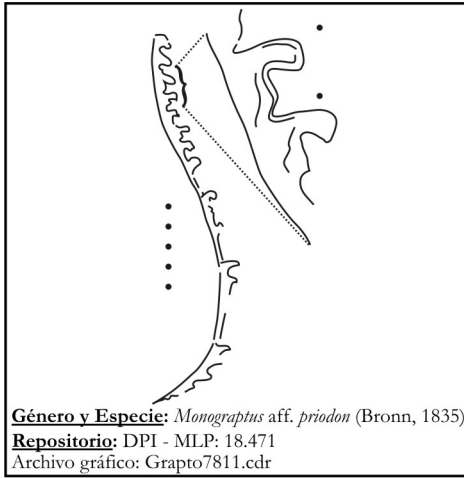 Género y Especie: Monograptus aff. priodon (Bronn, 1835)
Repositorio: DPI - MLP: 18.471
Archivo gráfico: Grapto7811.cdr